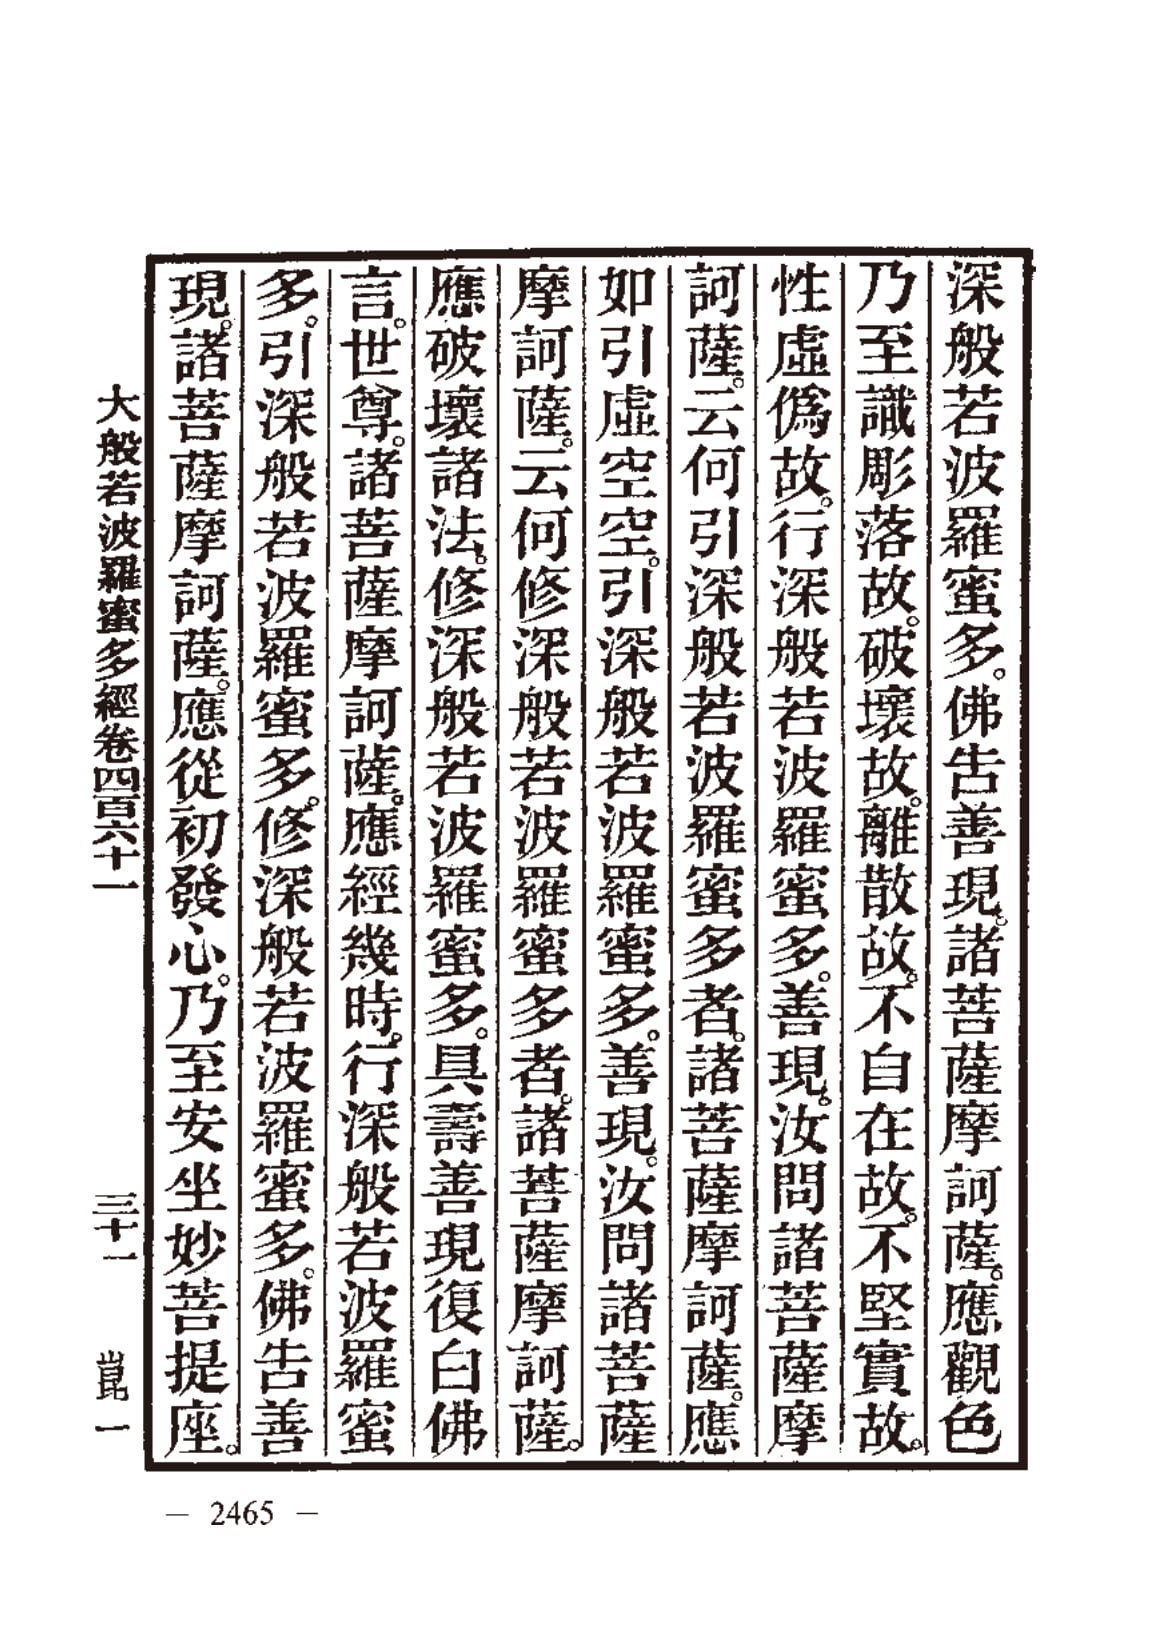 深般若波羅蜜多。佛告善現。諸菩薩摩訶薩。應觀色
乃至識彫落故。破壞故。離散故。不自在故。不堅實故。
性虛偽故。行深般若波羅蜜多。善現。汝問諸菩薩摩
訶薩。云何引深般若波羅蜜多者。諸菩薩摩訶薩。應
如引虛空空。引深般若波羅蜜多。善現。汝問諸菩薩
摩訶薩。云何修深般若波羅蜜多者。諸菩薩摩訶薩。
應破壞諸法。修深般若波羅蜜多。具壽善現復白佛
言。世尊。諸菩薩摩訶薩。應經幾時。行深般若波羅蜜
多。引深般若波羅蜜多。修深般若波羅蜜多。佛告善
現。諸菩薩摩訶薩。應從初發心。乃至安坐妙菩提座。
大般若波羅蜜多經卷四百六十一 三十一 崑一
— 2465 —